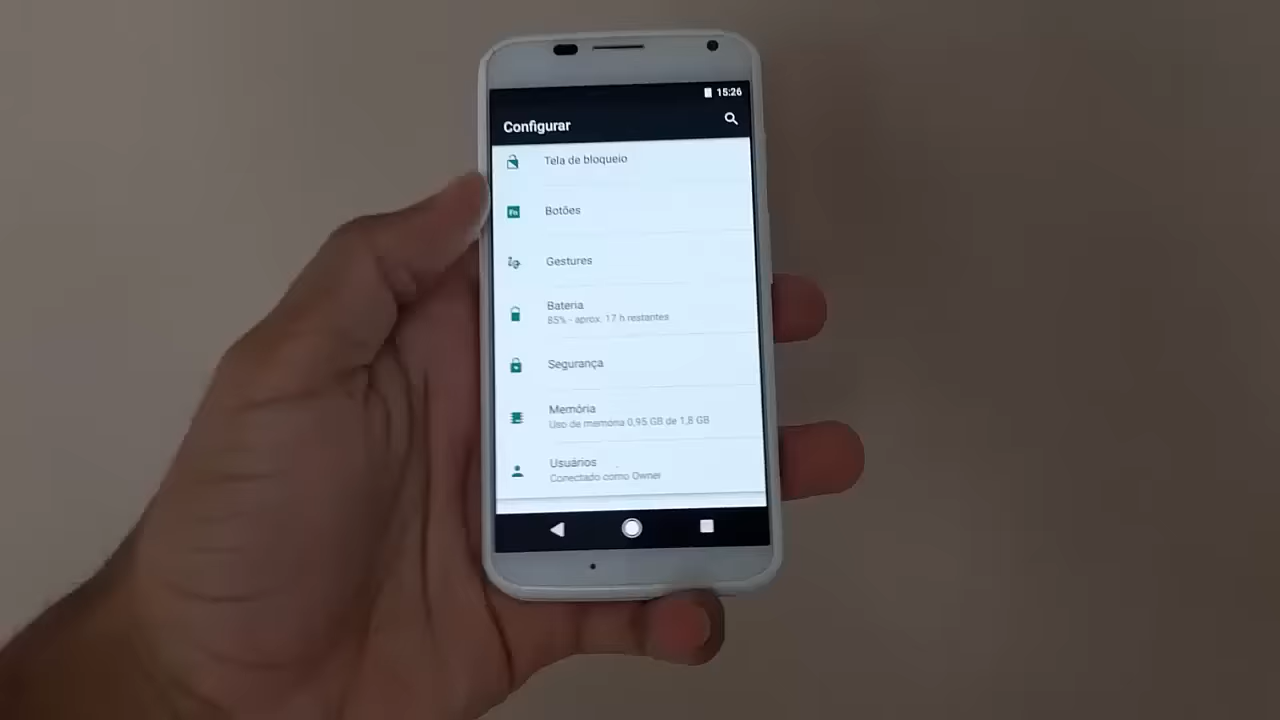 15:26
Configurar
Tela de bloqueio
Fn
Botões
Gestures
Bateria
85% - aprox. 17 h restantes
Segurança
Memória
Uso de memória 0,95 GB de 1,8 GB
Usuários
Conectado como Owner